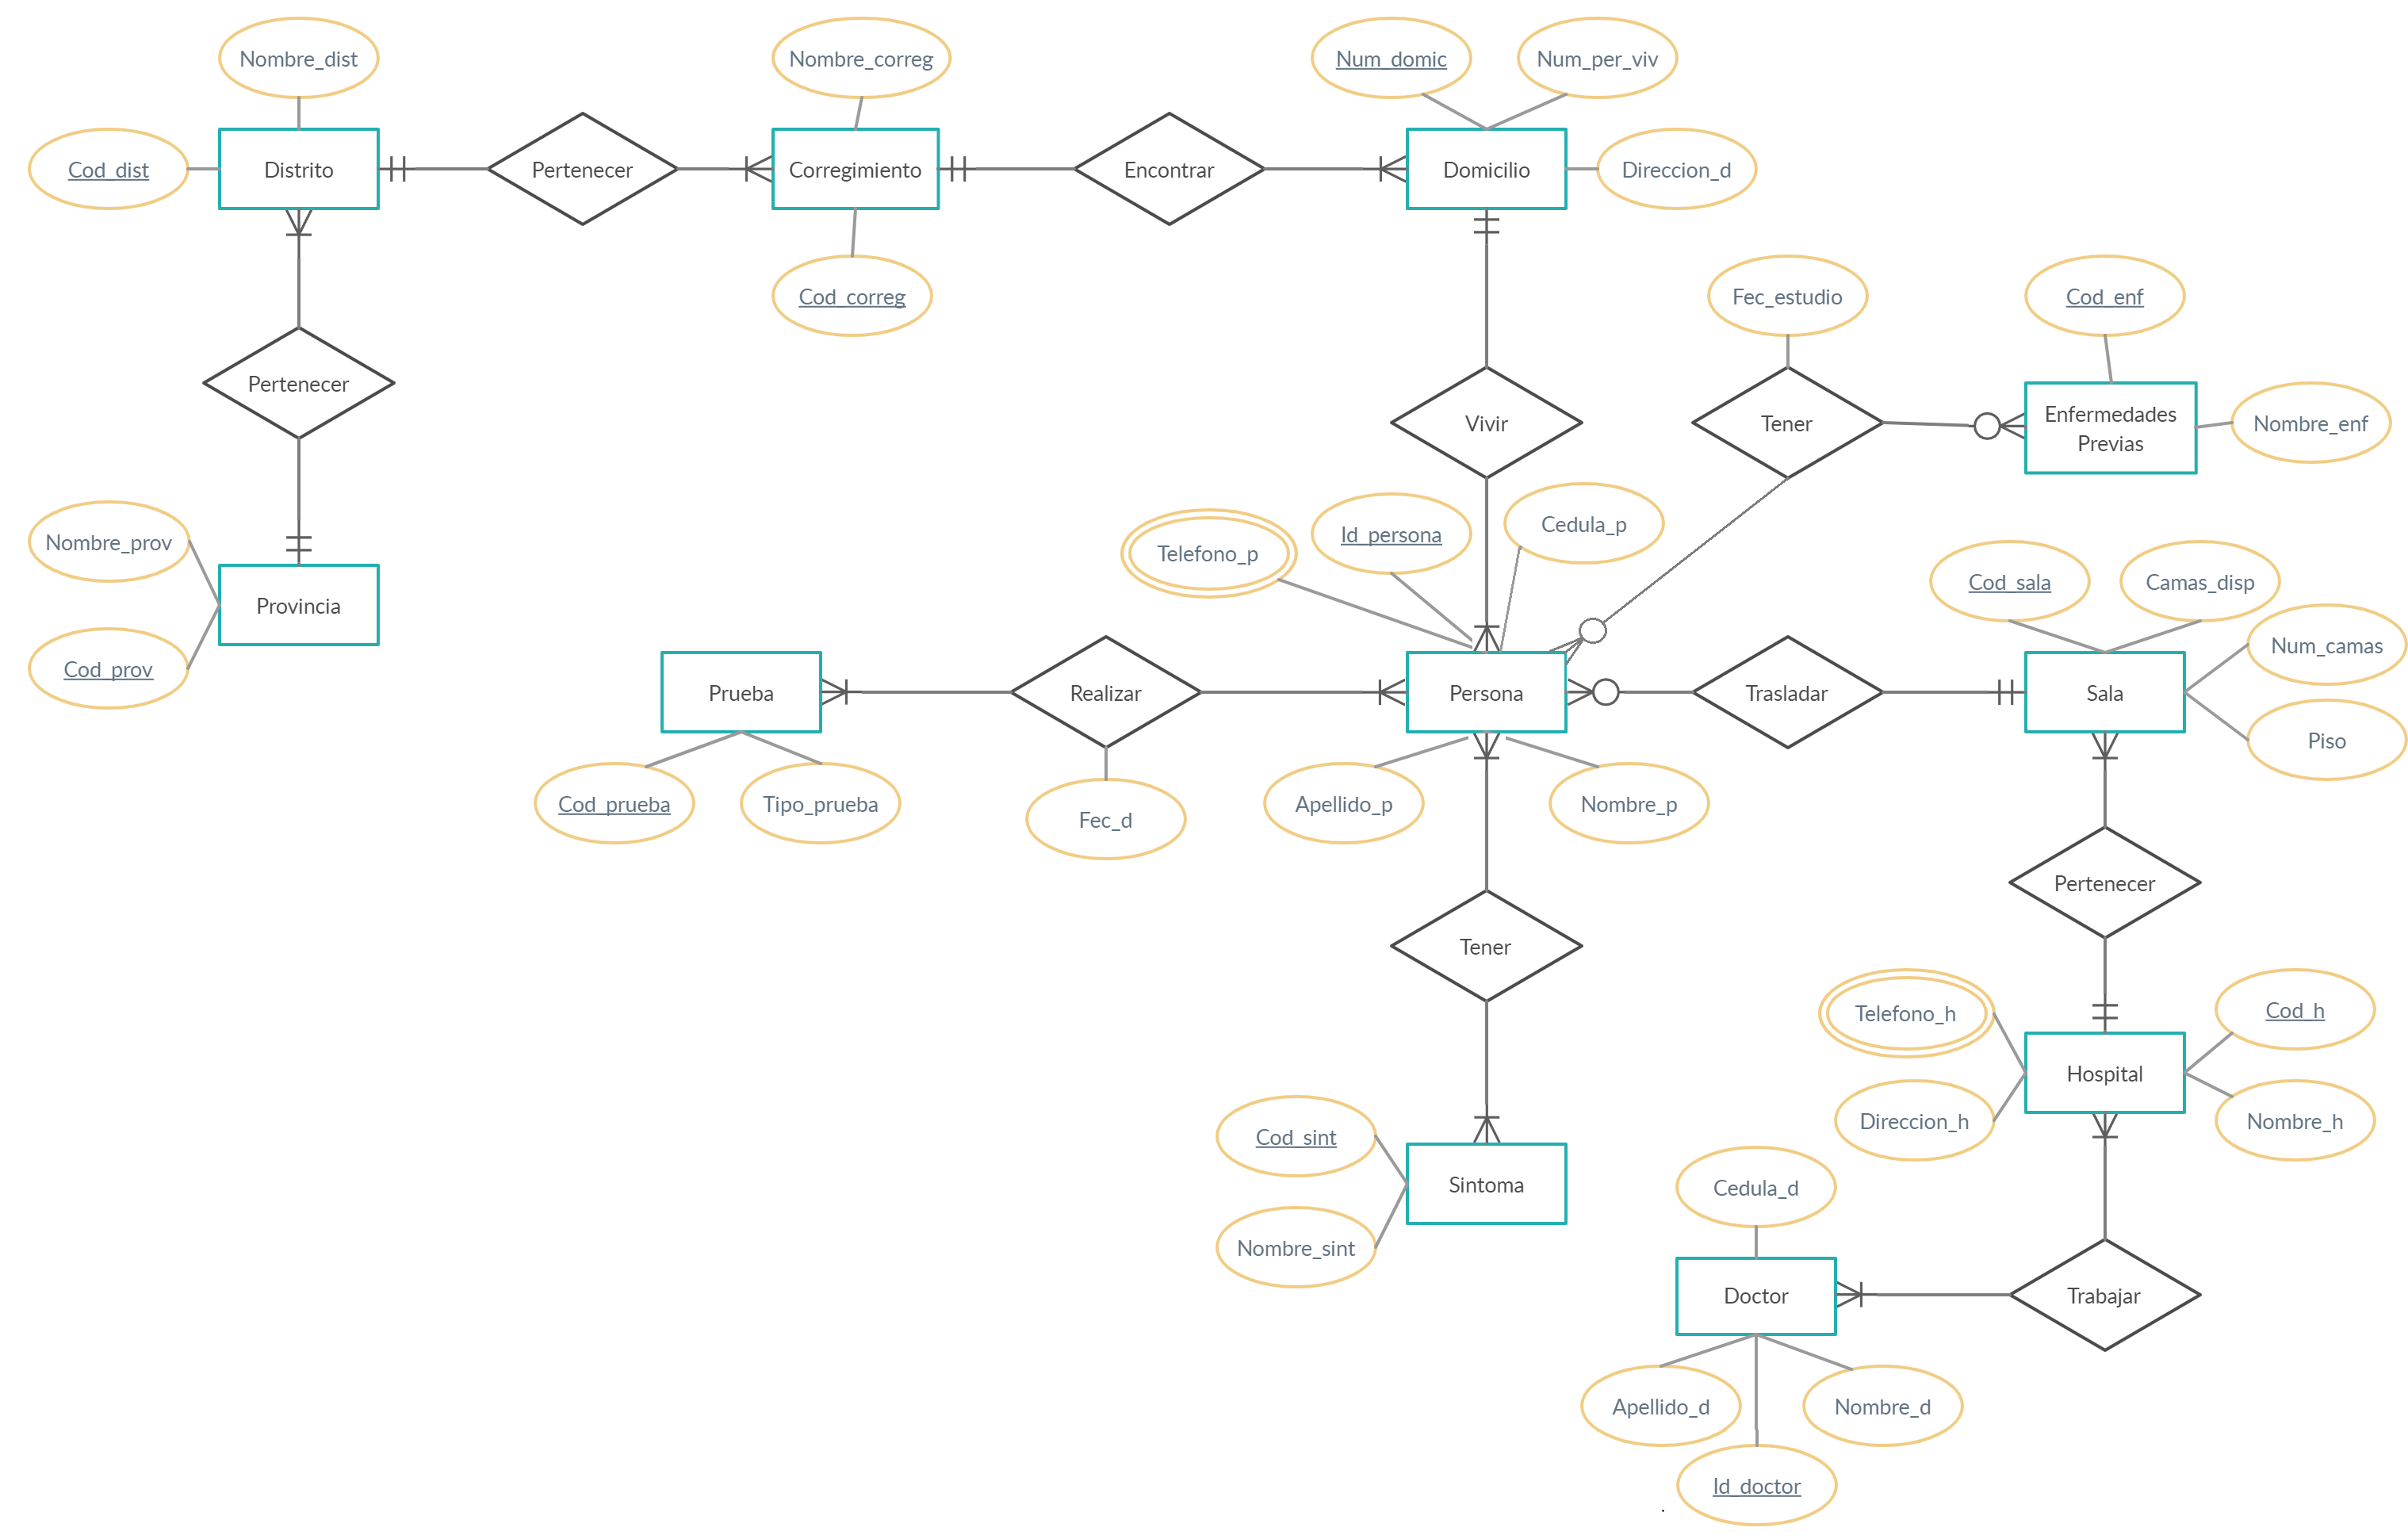 Nombre_dist
Nombre_correg
Num_domic
Num_per_viv
Cod_dist
Distrito
Pertenecer
Corregimiento
Encontrar
Domicilio
Direccion_d
Cod_correg
Fec_estudio
Cod_enf
Pertenecer
Vivir
Tener
Enfermedades
Previas
Nombre_enf
Nombre_prov
Telefono_p
Id_persona
Cedula_p
Provincia
Cod_sala
Camas_disp
Cod_prov
Num_camas
Prueba
Realizar
Persona
Trasladar
Sala
Piso
Cod_prueba
Tipo_prueba
Fec_d
Apellido_p
Nombre_p
Pertenecer
Tener
Telefono_h
Cod_h
Hospital
Direccion_h
Nombre_h
Cod_sint
Sintoma
Cedula_d
Nombre_sint
Doctor
Trabajar
Apellido_d
Nombre_d
Id_doctor
.